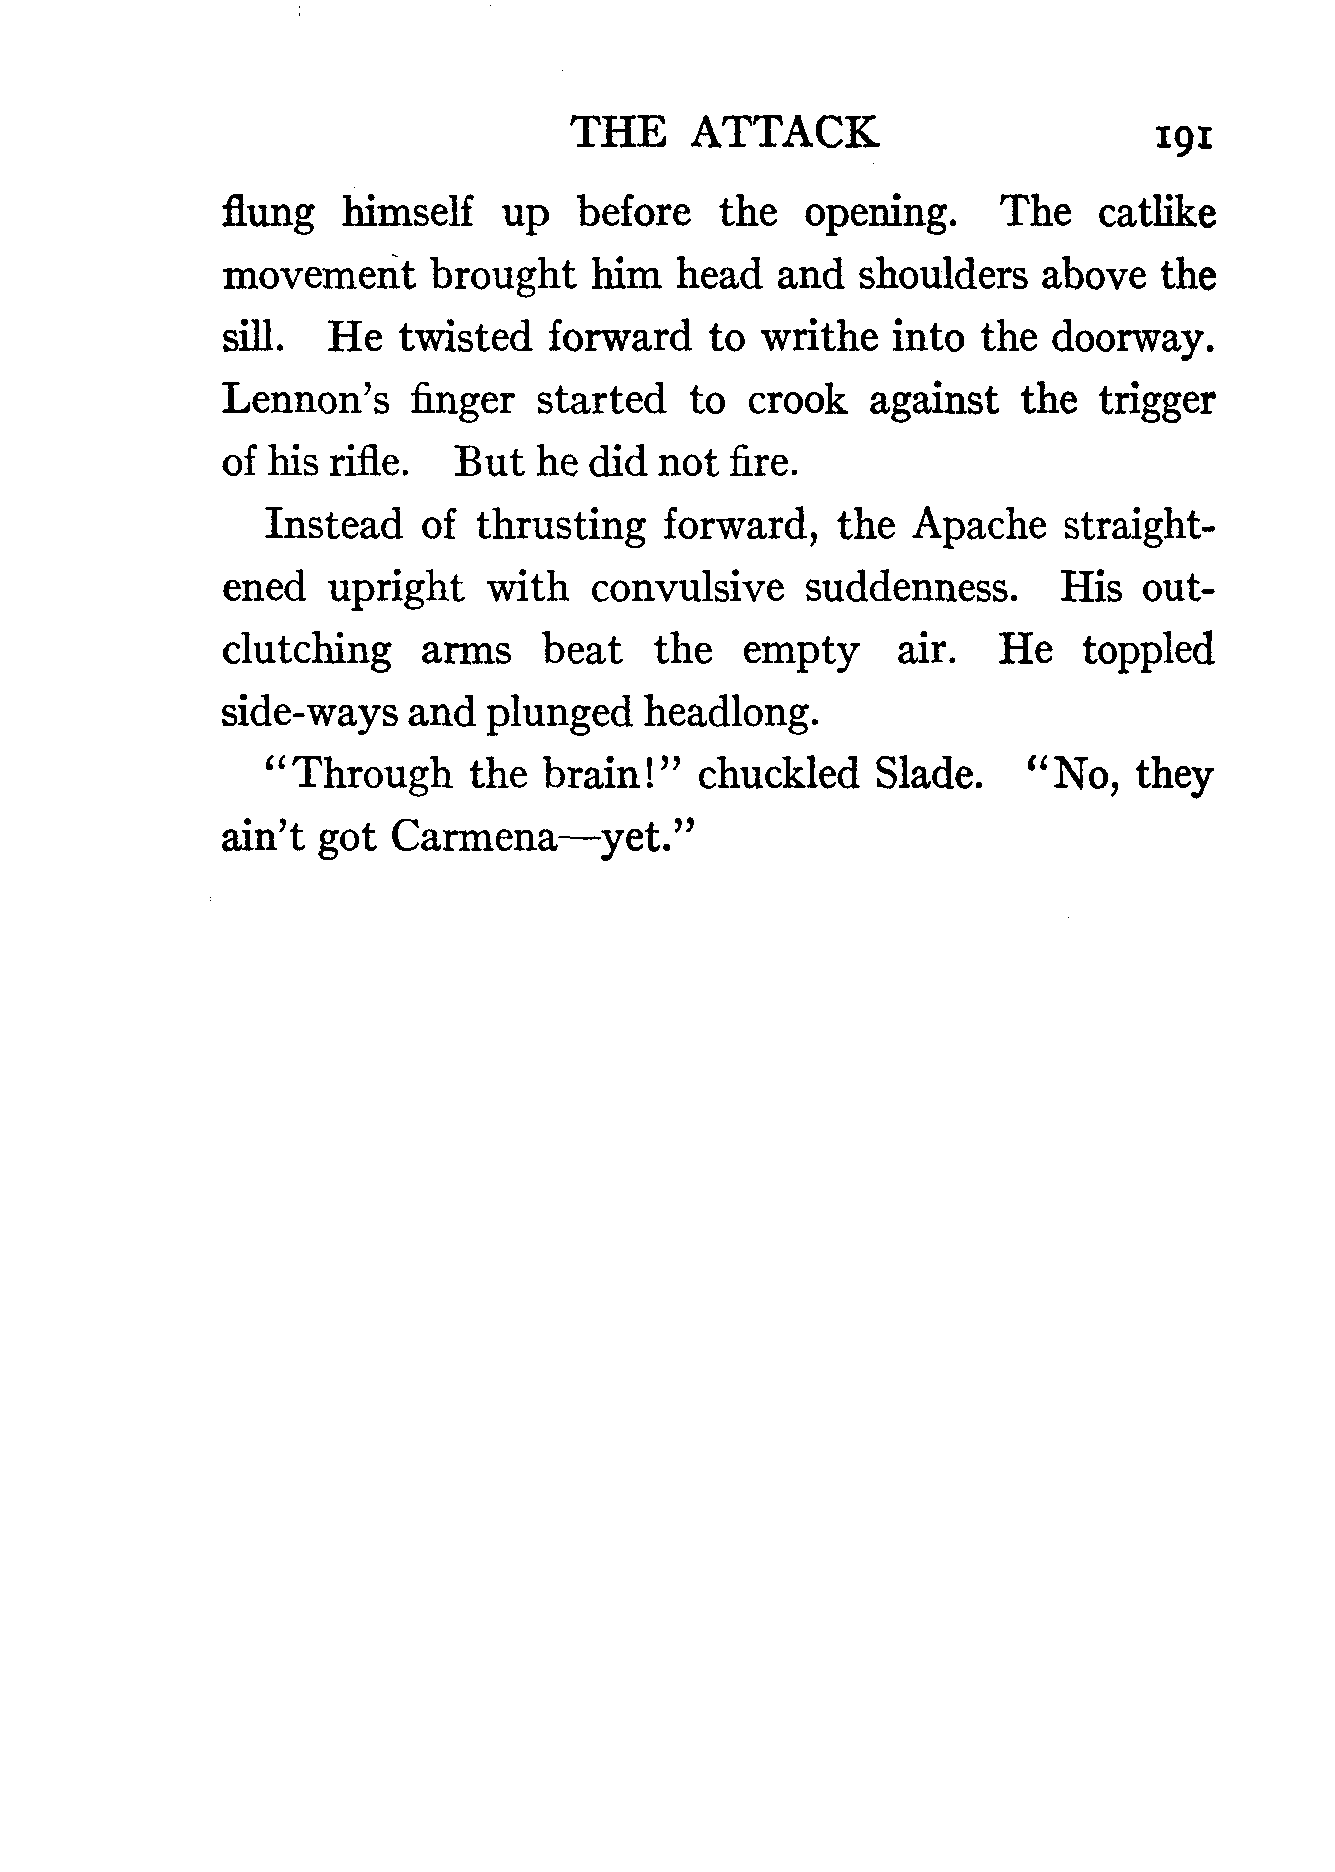 THE ATTACK 191
flung himself up before the opening. The catlike
movement brought him head and shoulders above the
sill. He twisted forward to writhe into the doorway.
Lennon's finger started to crook against the trigger
of his rifle. But he did not fire.
Instead of thrusting forward, the Apache straight-
ened upright with convulsive suddenness. His out-
clutching arms beat the empty air. He toppled
side-ways and plunged headlong.
“Through the brain!” chuckled Slade. “No, they
ain't got Carmena—yet.”